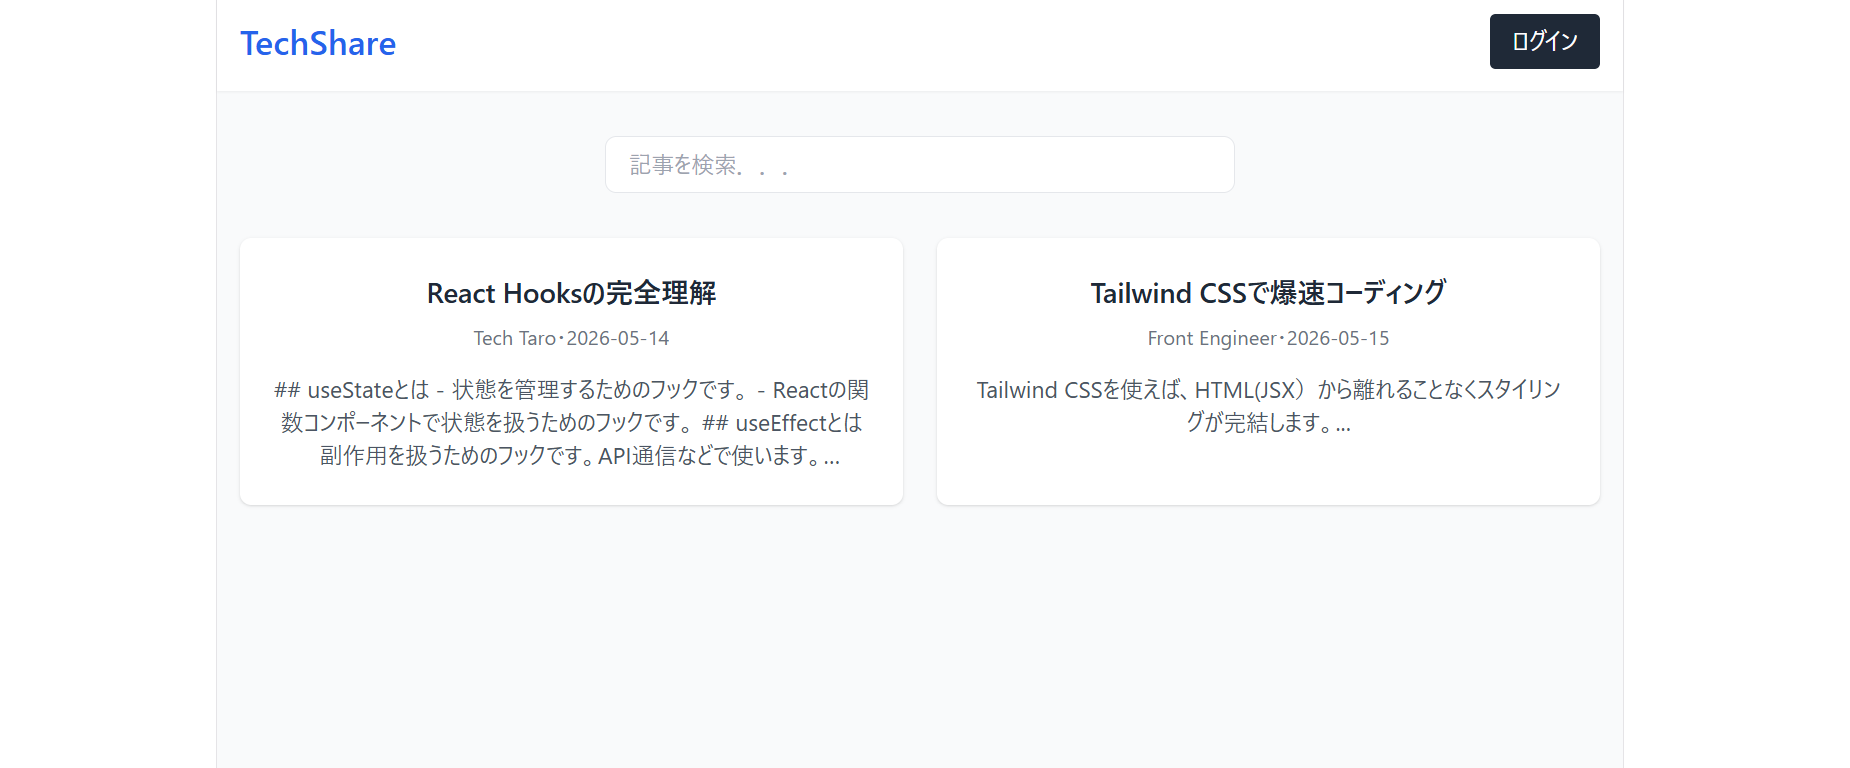 TechShare
ログイン
記事を検索．．．
React Hooksの完全理解
Tech Taro・2026-05-14
## useStateとは - 状態を管理するためのフックです。 - Reactの関
数コンポーネントで状態を扱うためのフックです。 ## useEffectとは
副作用を扱うためのフックです。API通信などで使います。...
Tailwind CSSで爆速コーディング
Front Engineer・2026-05-15
Tailwind CSSを使えば、HTML(JSX）から離れることなくスタイリン
グが完結します。...